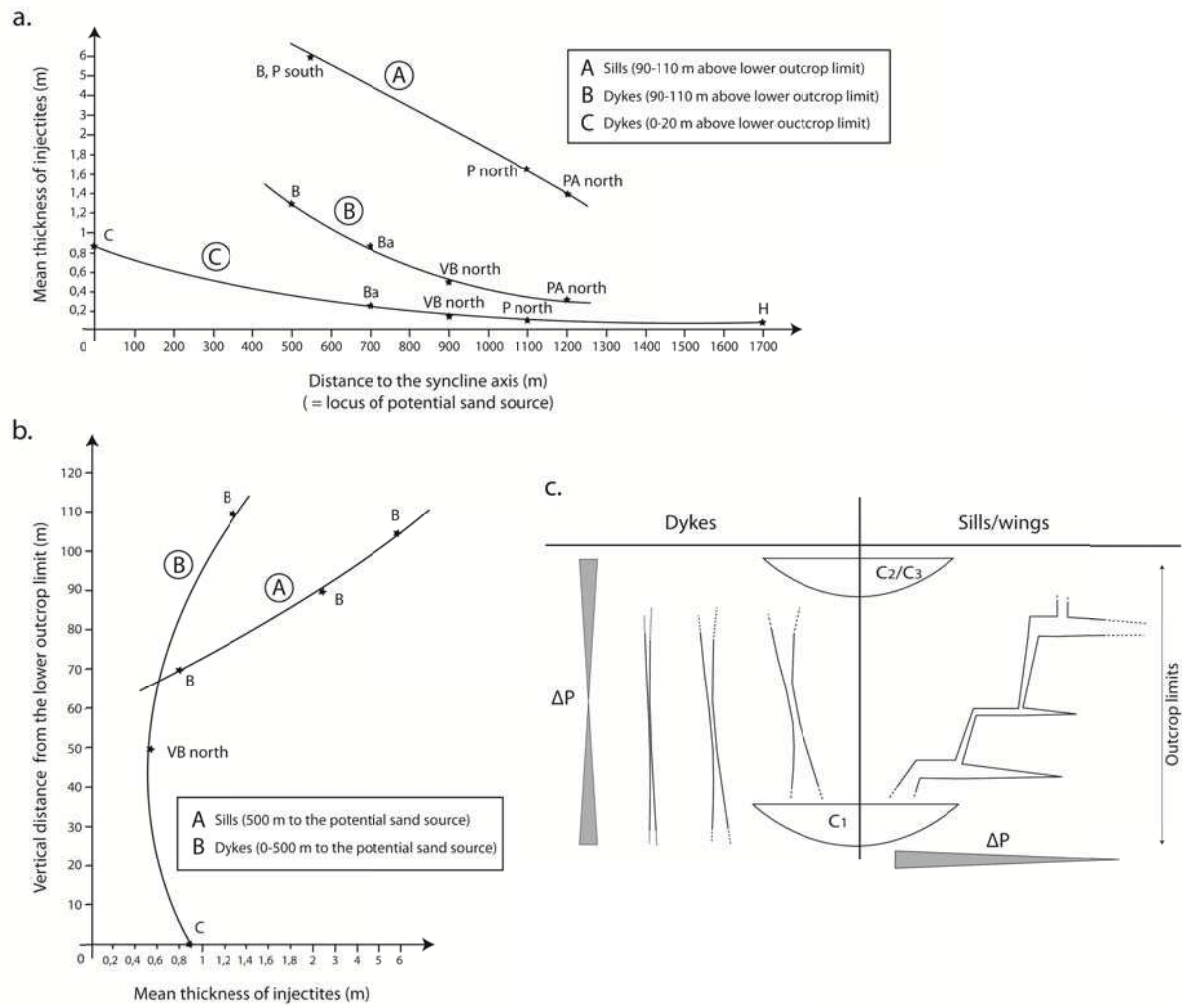 a.
Mean thickness of injectites (m)
6
5
4
3
2
1,8
1,6
1,4
1,2
1
0,8
0,6
0,4
0,2
0
B, P south
A
P north
PA north
B
B
Ba
VB north
PA north
C
C
Ba
VB north
P north
H
A Sills (90-110 m above lower outcrop limit)
B Dykes (90-110 m above lower outcrop limit)
C Dykes (0-20 m above lower ouctcrop limit)
0 100 200 300 400 500 600 700 800 900 1000 1100 1200 1300 1400 1500 1600 1700
Distance to the syncline axis (m)
( = locus of potential sand source)
b.
Vertical distance from the lower outcrop limit (m)
120
110
100
90
80
70
60
50
40
30
20
10
B
B
B
A
B
B
VB north
C
A Sills (500 m to the potential sand source)
B Dykes (0-500 m to the potential sand source)
0 0,2 0,4 0,6 0,8 1 1,2 1,4 1,6 1,8 2 3 6
Mean thickness of injectites (m)
c.
Dykes
Sills/wings
C2/C3
ΔP
C1
ΔP
Outcrop limits